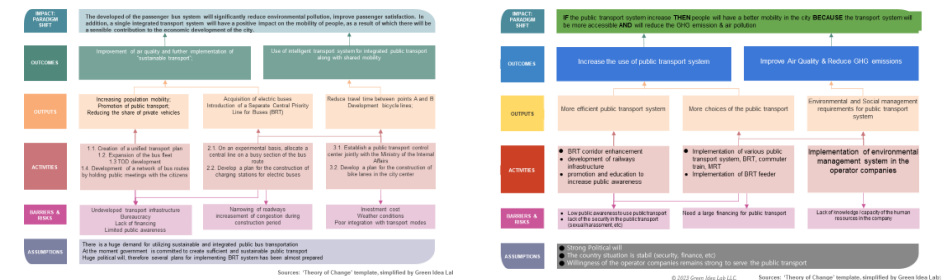 IMPACT:
PARADIGM
SHIFT
The developed of the passenger bus system will significantly reduce environmental pollution, improve passenger satisfaction. In
addition, a single integrated transport system will have a positive impact on the mobility of people, as a result of which there will be
a sensible contribution to the economic development of the city.
OUTCOMES
Improvement of air quality and further implementation of
"sustainable transport".
Use of intelligent transport system for integrated public transport
along with shared mobility
OUTPUTS
Increasing population mobility;
Promotion of public transport;
Reducing the share of private vehicles
Acquisition of electric buses
Introduction of a Separate Central Priority
Line for Buses (BRT)
Reduce travel time between points A and B
Development bicycle lines;
ACTIVITIES
1.1. Creation of a unified transport plan
1.2. Expansion of the bus fleet
1.3 TOD development
1.4. Development of a network of bus routes
by holding public meetings with the citizens
2.1. On an experimental basis, allocate a
central line on a busy section of the bus
route
2.2. Develop a plan for the construction of
charging stations for electric buses
3.1. Establish a public transport control
center jointly with the Ministry of the Internal
Affairs
3.2. Develop a plan for the construction of
bike lanes in the city center
BARRIERS &
RISKS
Undeveloped transport infrastructure
Bureaucracy
Lack of financing
Limited public awareness
Narrowing of roadways
increasement of congestion during
construction period
Investment cost
Weather conditions
Poor integration with transport modes
ASSUMPTIONS
There is a huge demand for utilizing sustainable and integrated public bus transportation
At the moment government is committed to create sufficient and sustainable public transport
Huge political will, therefore several plans for implementing BRT system has been almost prepared
Sources: 'Theory of Change' template, simplified by Green Idea Lab
IMPACT:
PARADIGM
SHIFT
IF the public transport system increase THEN people will have a better mobility in the city BECAUSE the transport system will
be more accessible AND will reduce the GHG emission & air pollution
OUTCOMES
Increase the use of public transport system
Improve Air Quality & Reduce GHG emissions
OUTPUTS
More efficient public transport system
More choices of the public transport
Environmental and Social management
requirements for public transport
system
ACTIVITIES
● BRT corridor enhancement
● development of railways
infrastructure
● promotion and education to
increase public awareness
● Implementation of various public
transport system, BRT, commuter
train, MRT
● Implementation of BRT feeder
Implementation of environmental
management system in the
operator companies
BARRIERS &
RISKS
● Low public awareness to use public transport
● lack of the security in the public transport
(sexual harassment, etc)
Need a large financing for public transport
Lack of knowledge / capacity of the human
resources in the company
ASSUMPTIONS
● Strong Political will
● The country situation is stabil (security, financis, etc)
● Willingness of the operator companies remains strong to serve the public transport
© 2022 Green Idea Lab LLC.
Sources: 'Theory of Change' template, simplified by Green Idea Lab;